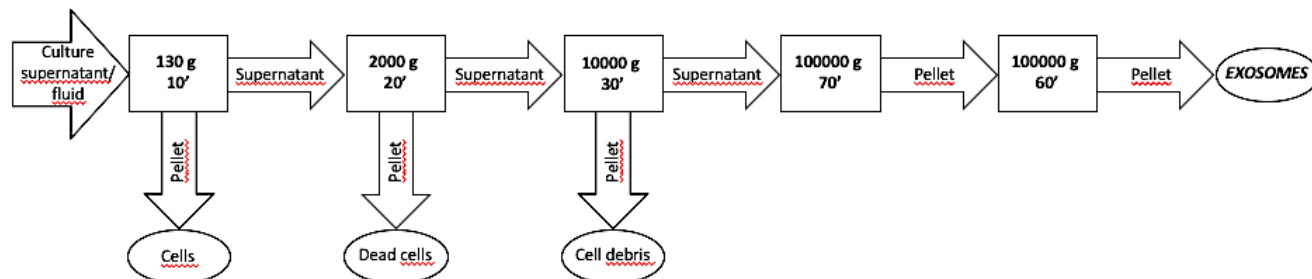 Culture
supernatant/
fluid
130 g
10’
Supernatant
2000 g
20’
Supernatant
10000 g
30’
Supernatant
100000 g
70’
Pellet
100000 g
60’
Pellet
EXOSOMES
Pellet
Pellet
Pellet
Cells
Dead cells
Cell debris